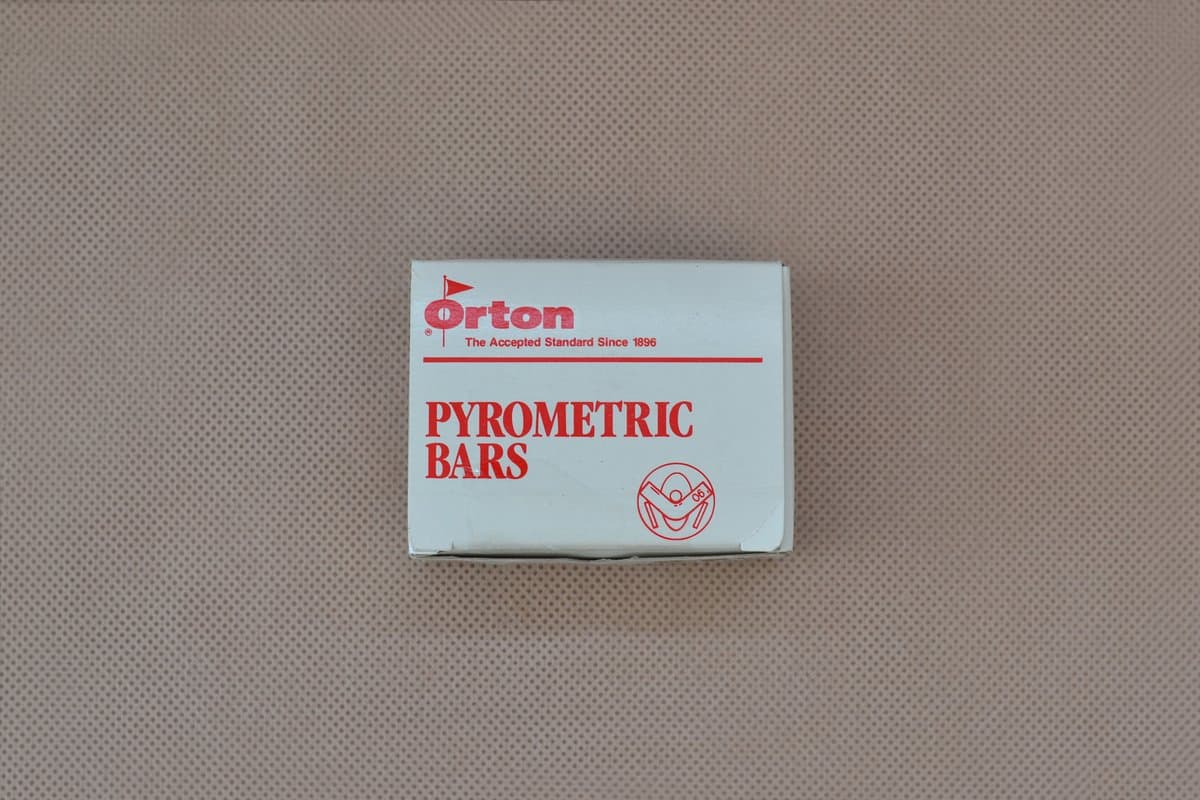 Orton
®
The Accepted Standard Since 1896
PYROMETRIC
BARS
06